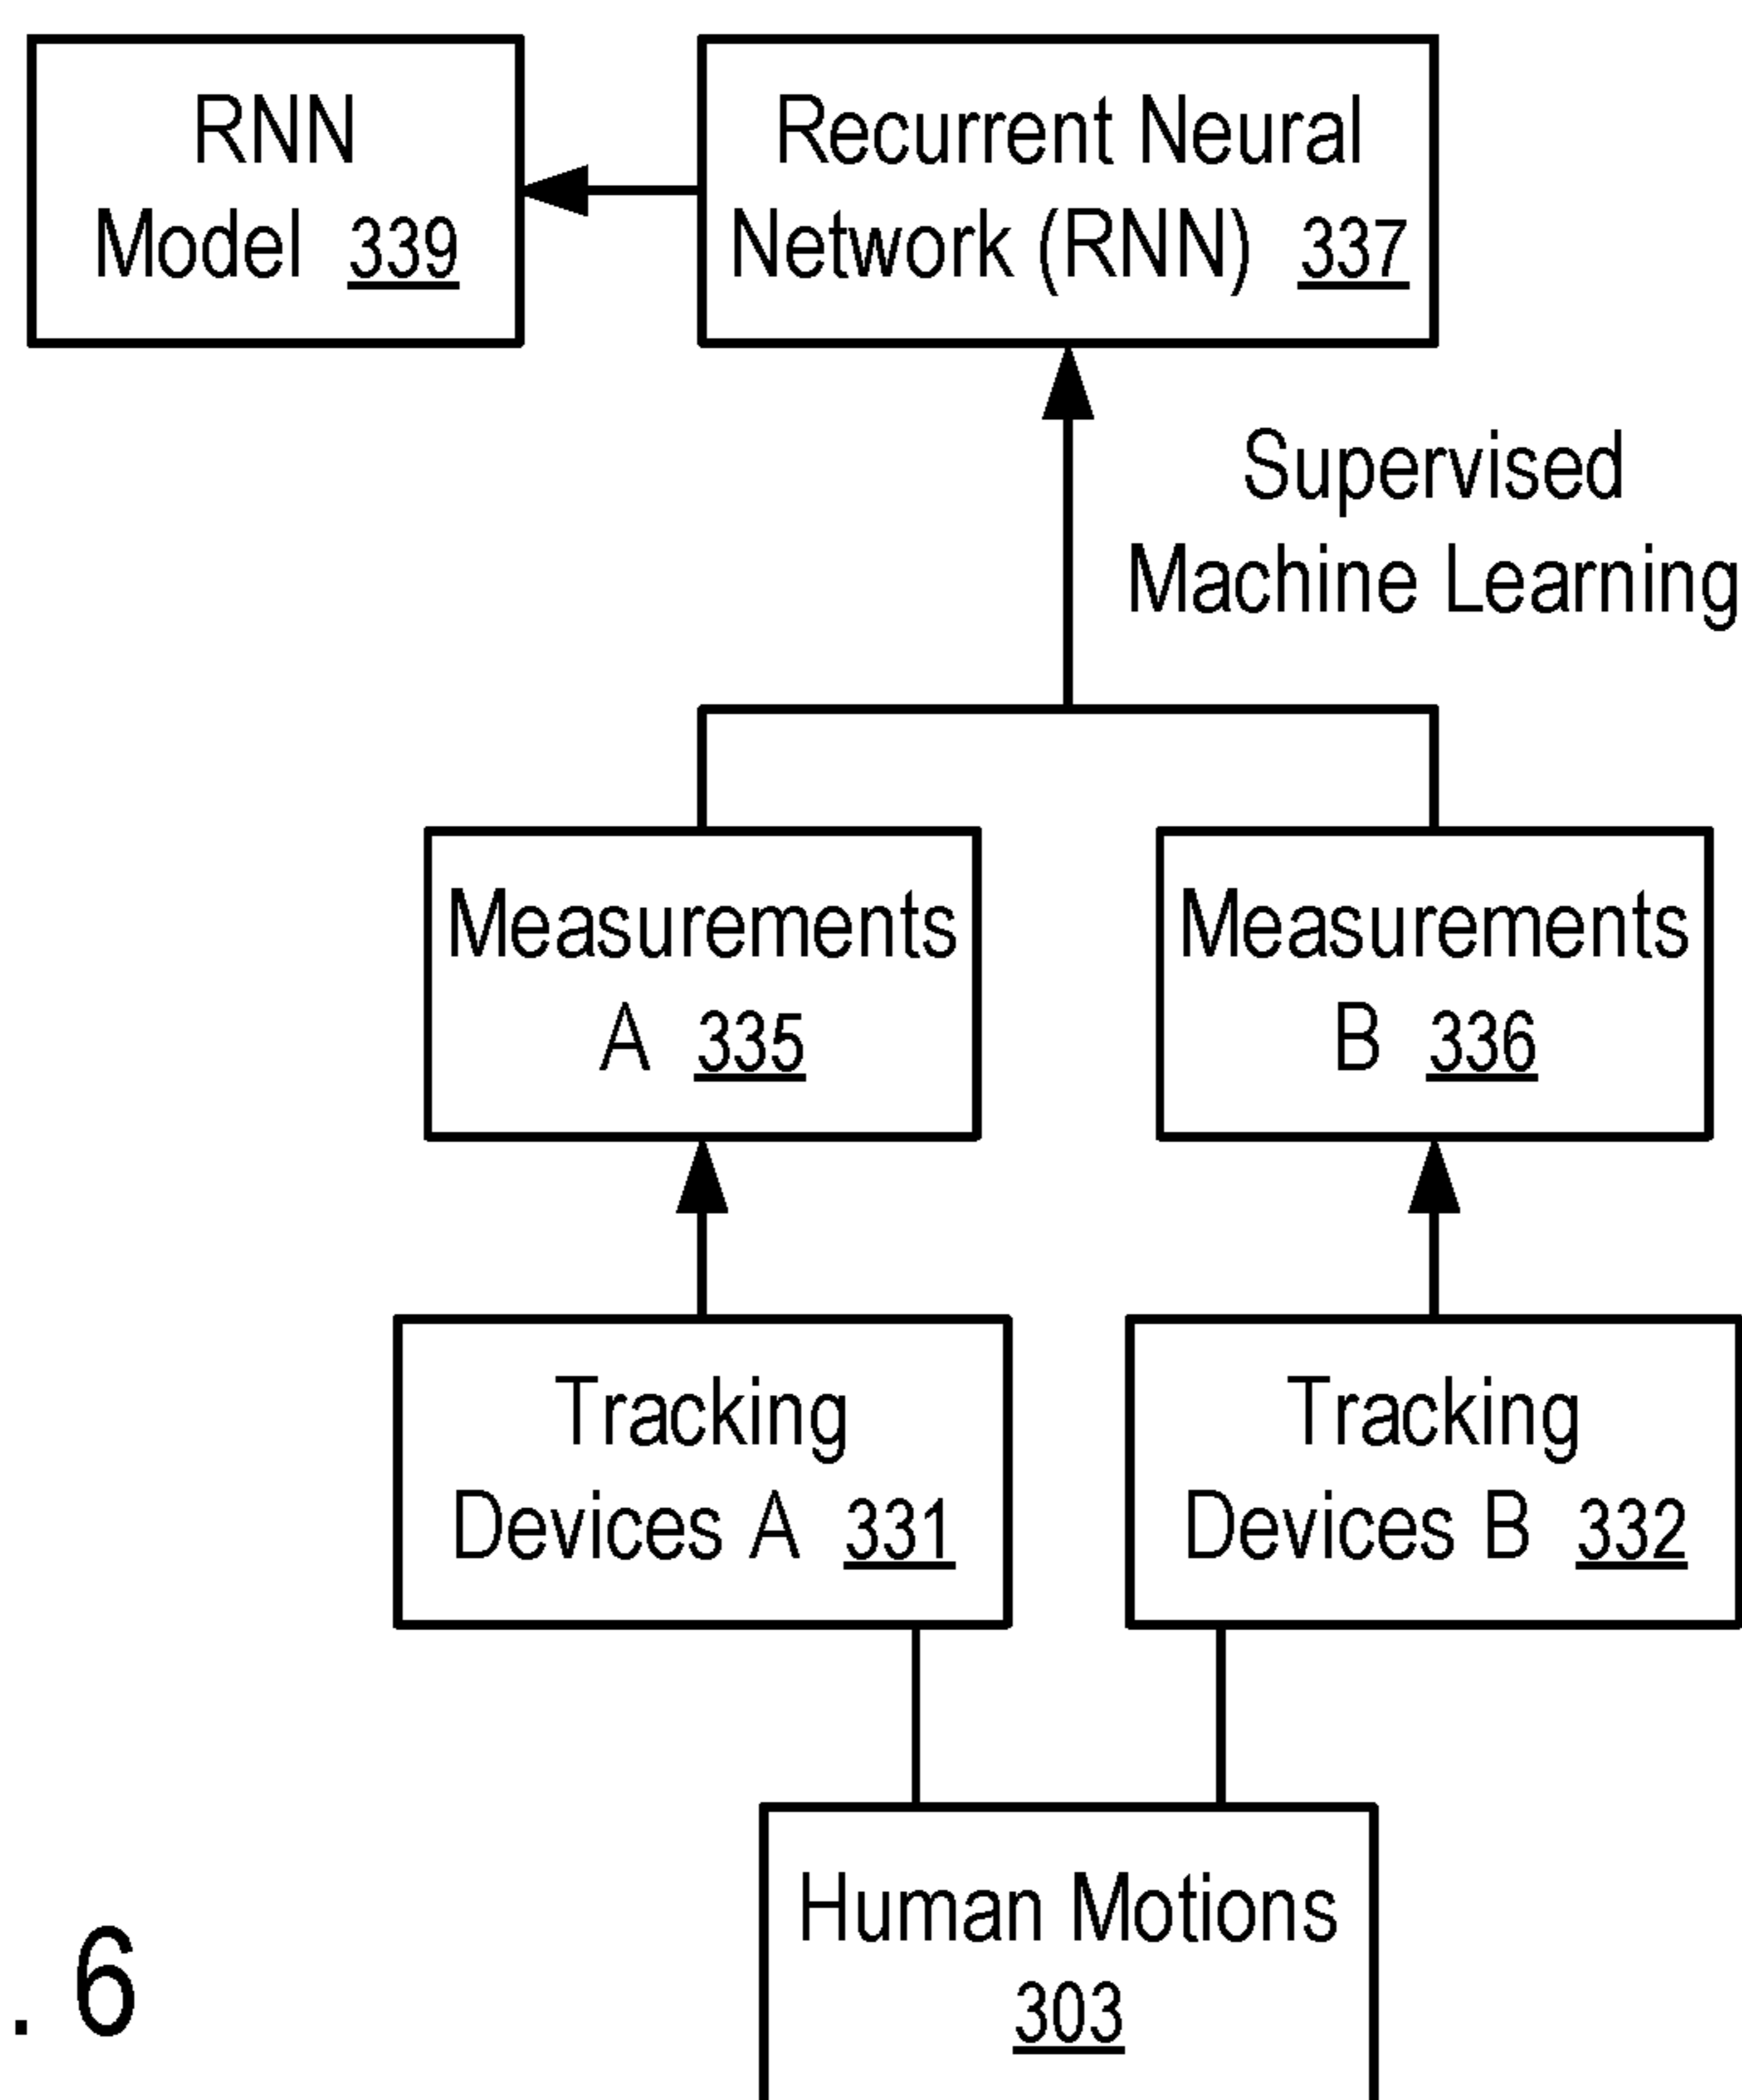 RNN
Model 339
Recurrent Neural
Network (RNN) 337
Supervised
Machine Learning
Measurements
A 335
Measurements
B 336
Tracking
Devices A 331
Tracking
Devices B 332
Human Motions
303
. 6